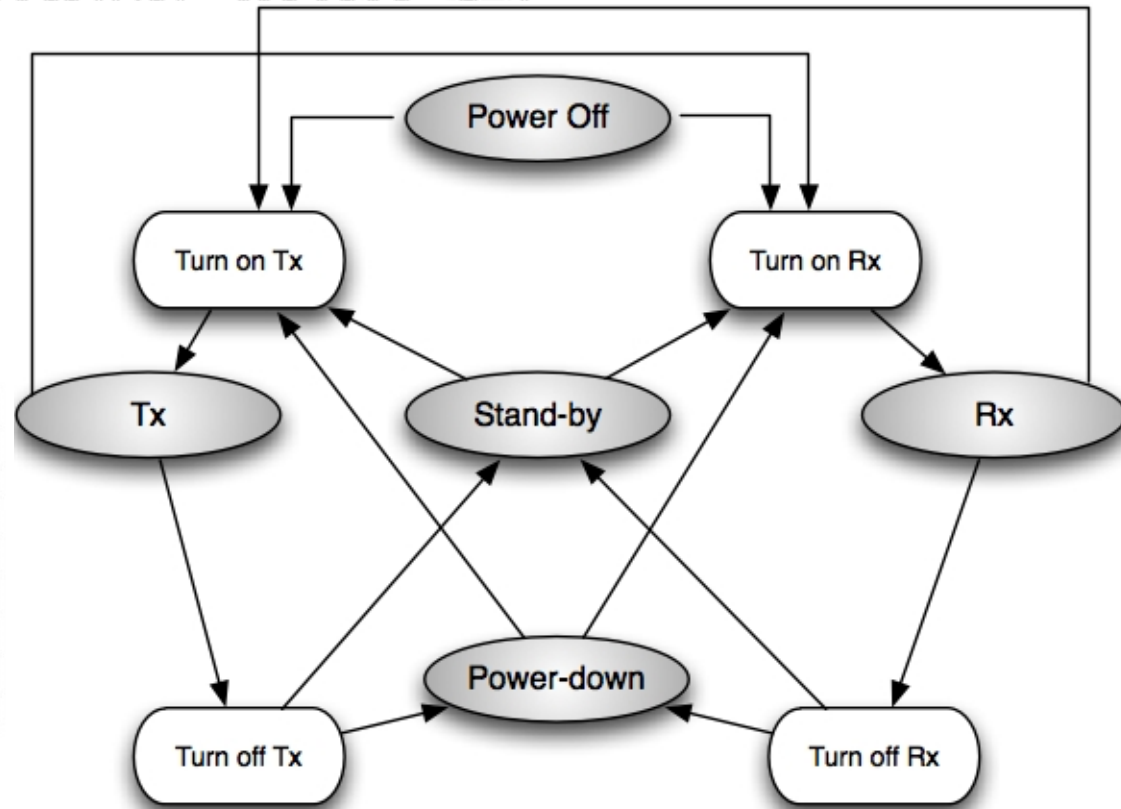 Power Off
Turn on Tx
Turn on Rx
Tx
Stand-by
Rx
Power-down
Turn off Tx
Turn off Rx